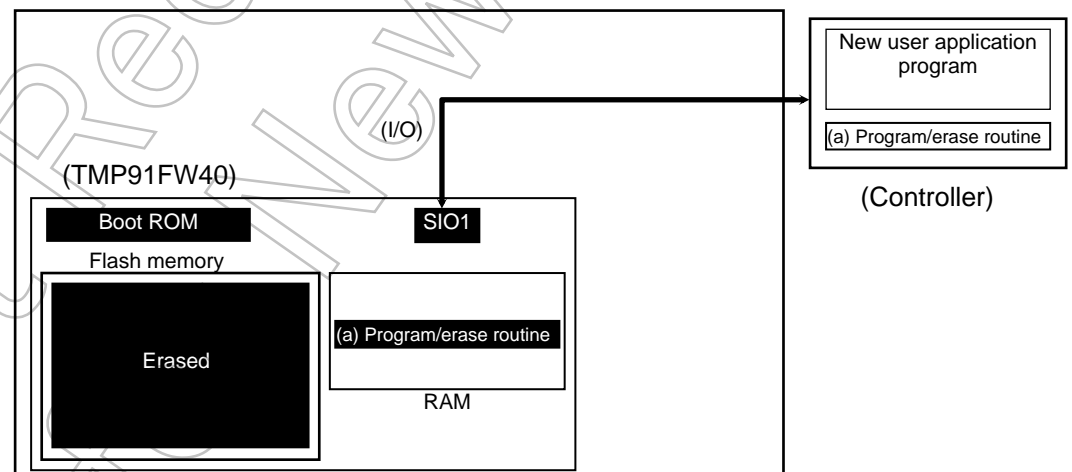 New user application
program
(I/O)
(a) Program/erase routine
(TMP91FW40)
(Controller)
Boot ROM
SIO1
Flash memory
(a) Program/erase routine
Erased
RAM